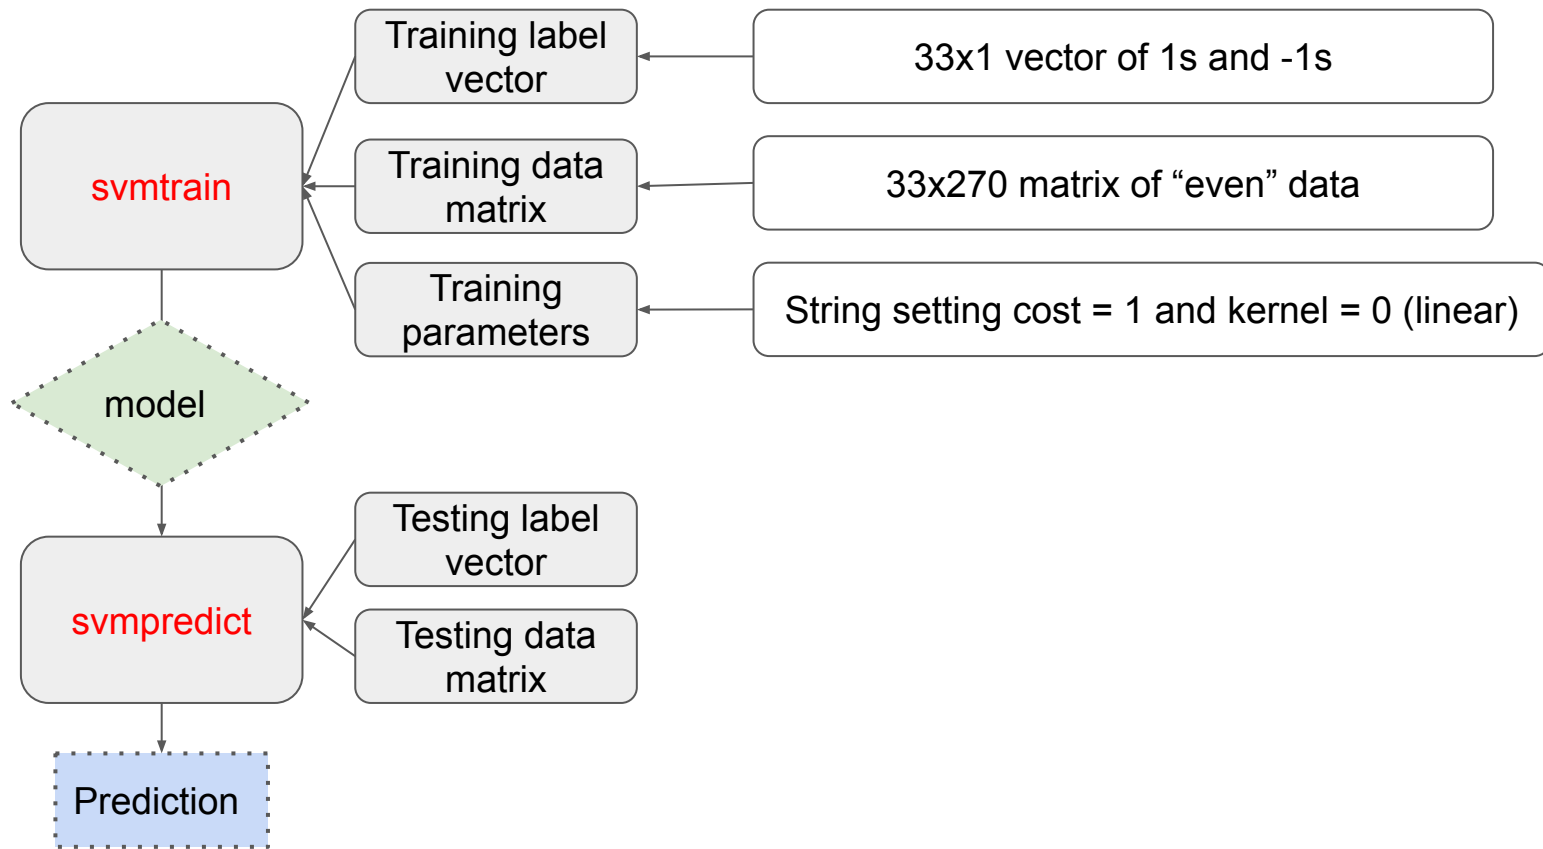 Training label
vector
33x1 vector of 1s and -1s
svmtrain
Training data
matrix
33x270 matrix of “even” data
Training
parameters
String setting cost = 1 and kernel = 0 (linear)
model
Testing label
vector
svmpredict
Testing data
matrix
Prediction